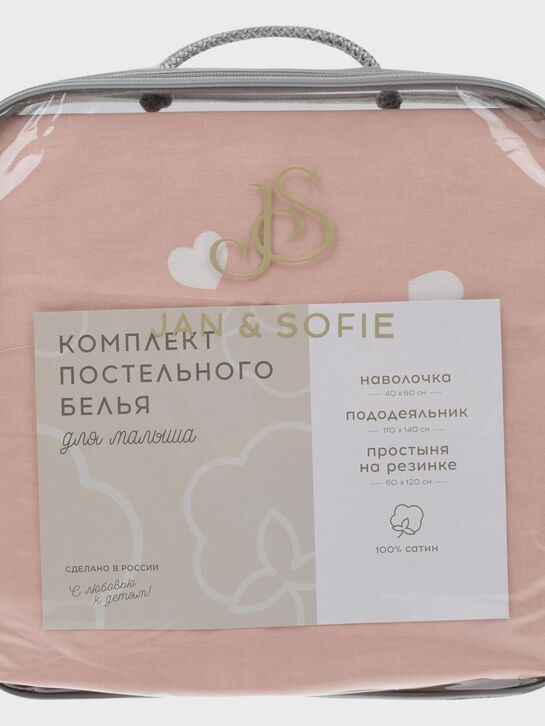 JS
JAN & SOFIE
КОМПЛЕКТ
ПОСТЕЛЬНОГО
БЕЛЬЯ
для малыша
СДЕЛАНО В РОССИИ
С любовью
к детям!
наволочка
40 х 60 см
пододеяльник
110 х 140 см
простыня
на резинке
60 х 120 см
100% сатин